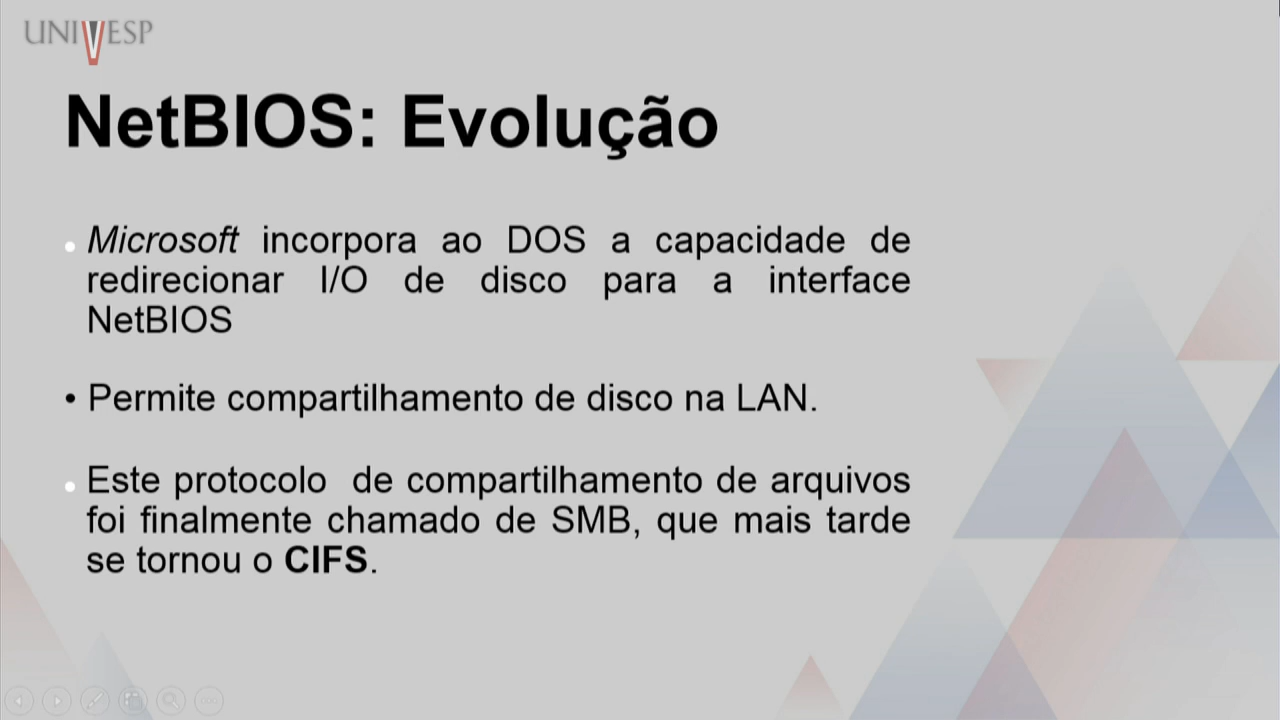 UNIVESP
NetBIOS: Evolução
• Microsoft incorpora ao DOS a capacidade de
redirecionar I/O de disco para a interface
NetBIOS
• Permite compartilhamento de disco na LAN.
• Este protocolo de compartilhamento de arquivos
foi finalmente chamado de SMB, que mais tarde
se tornou o CIFS.